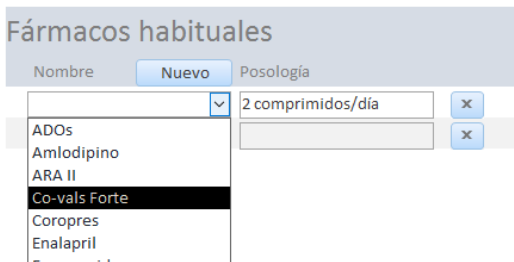 Fármacos habituales
Nombre Nuevo Posología
2 comprimidos/día
ADOs
Amlodipino
ARA II
Co-vals Forte
Coropres
Enalapril